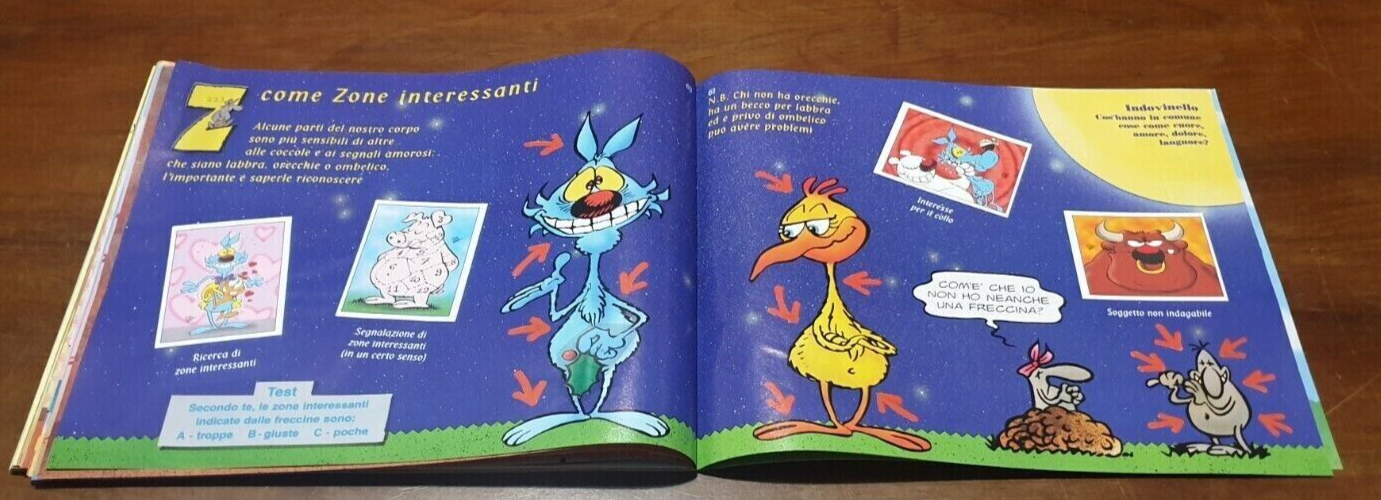 Z come Zone interessanti
Alcune parti del nostro corpo
sono più sensibili di altre
alle coccole e ai segnali amorosi:
che siano labbra, orecchie o ombelico,
l'importante è saperle riconoscere
Ricerca di
zone interessanti
3
11
12
Segnalazione di
zone interessanti
(in un certo senso)
Test
Secondo te, le zone interessanti
indicate dalle freccine sono:
A - troppe B - giuste C - poche
N.B. Chi non ha orecchie,
ha un becco per labbra
ed è privo di ombelico
può avere problemi
Interesse
per il collo
Indovinello
Cos'hanno in comune
cose come cuore,
amore, dolore,
languore?
Soggetto non indagabile
COM'E' CHE IO
NON HO NEANCHE
UNA FRECCINA?